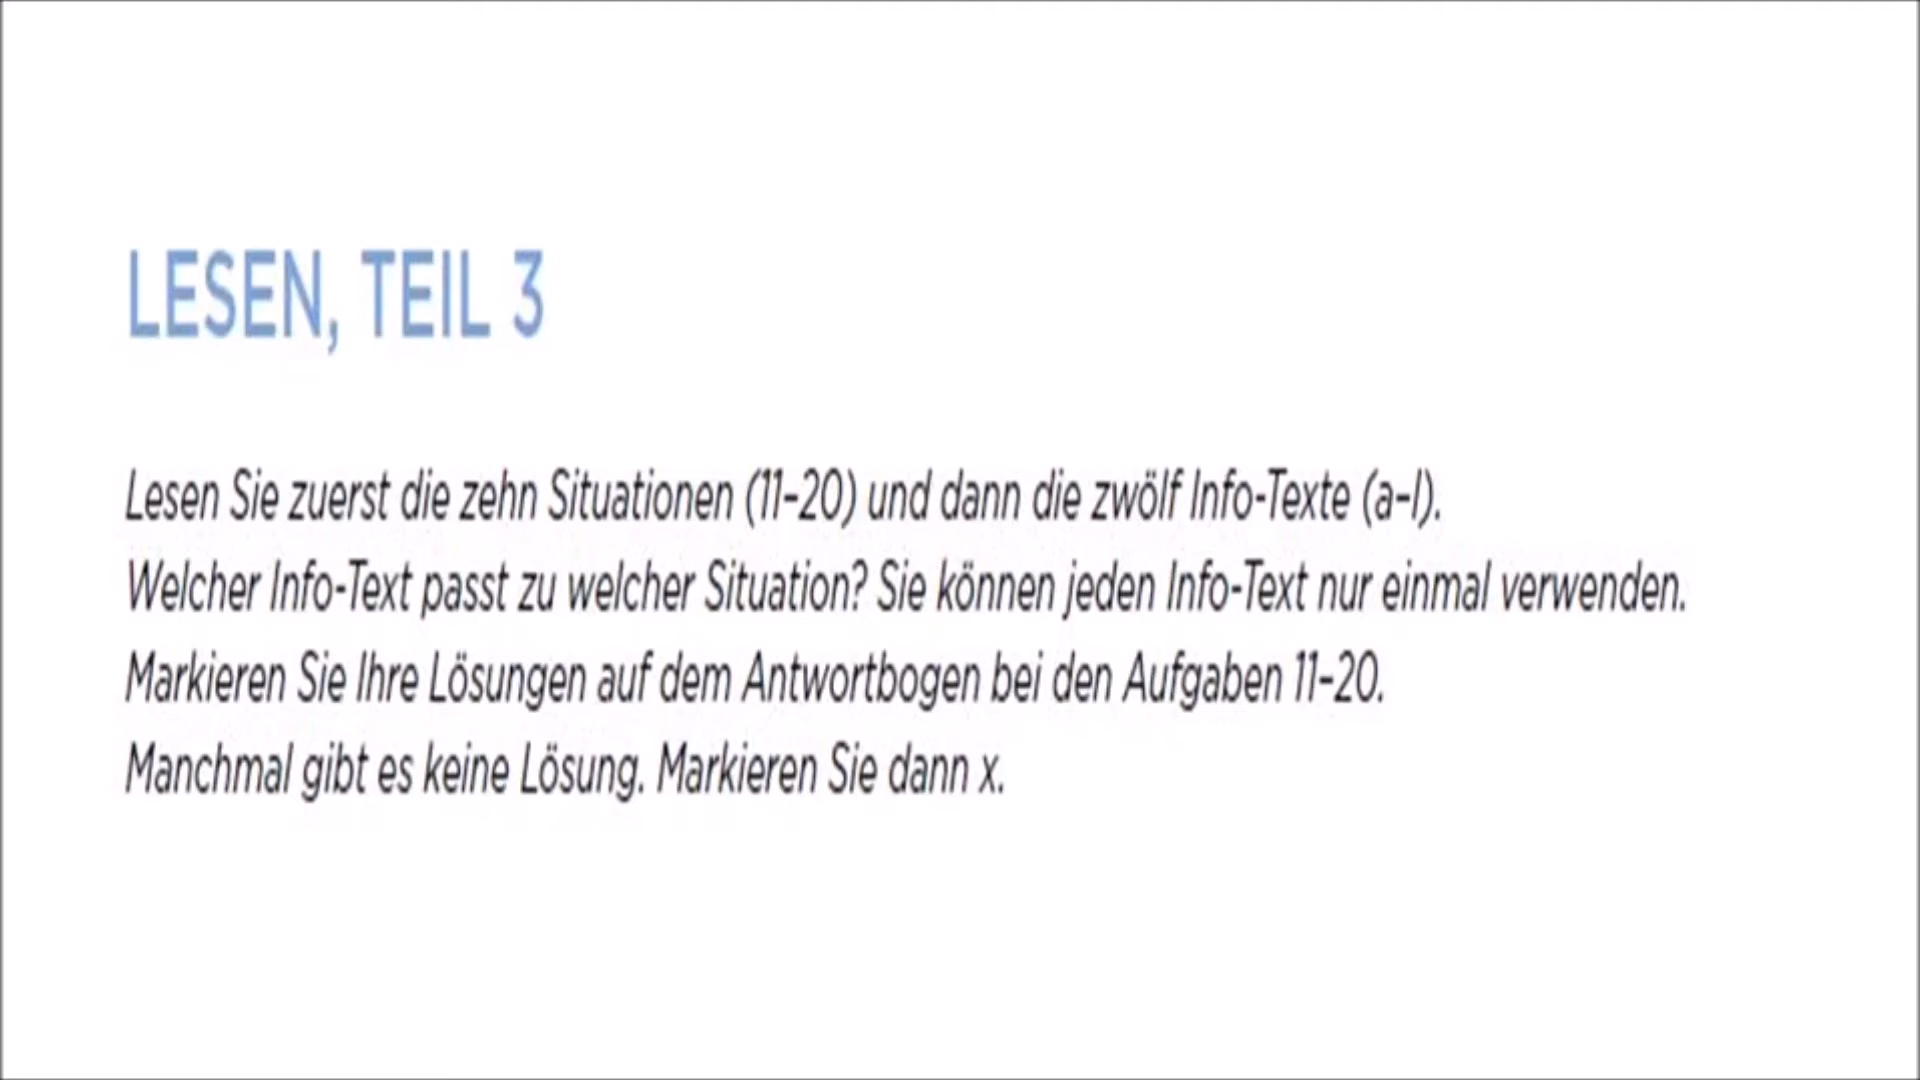 LESEN, TEIL 3
Lesen Sie zuerst die zehn Situationen (11–20) und dann die zwölf Info-Texte (a–l).
Welcher Info-Text passt zu welcher Situation? Sie können jeden Info-Text nur einmal verwenden.
Markieren Sie Ihre Lösungen auf dem Antwortbogen bei den Aufgaben 11–20.
Manchmal gibt es keine Lösung. Markieren Sie dann x.